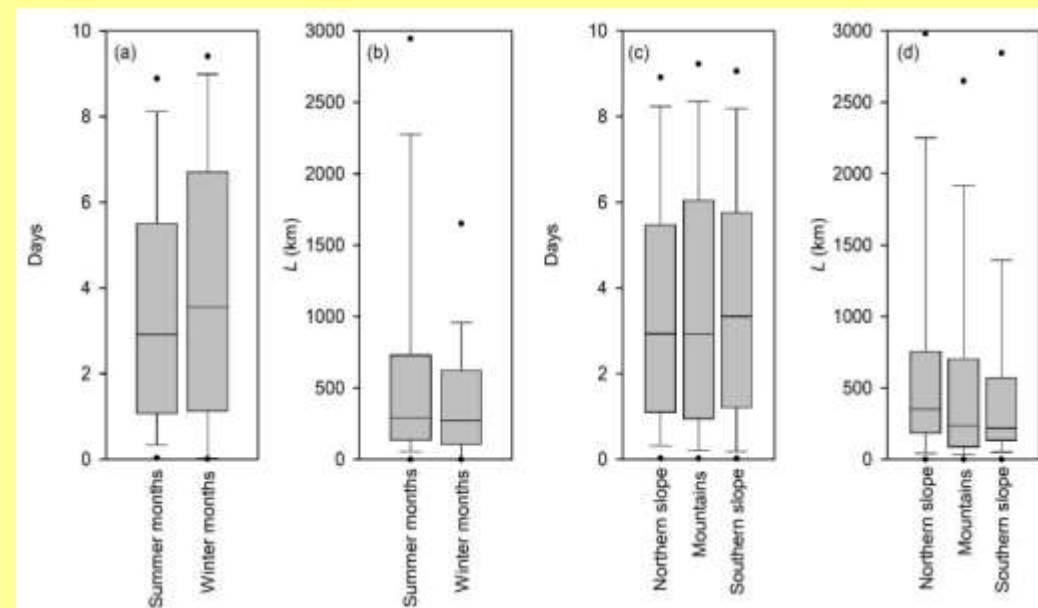 (a)
Days
10
8
6
4
2
0
Summer months
Winter months
(b)
L (km)
3000
2500
2000
1500
1000
500
0
Summer months
Winter months
(c)
Days
10
8
6
4
2
0
Northern slope
Mountains
Southern slope
(d)
L (km)
3000
2500
2000
1500
1000
500
0
Northern slope
Mountains
Southern slope